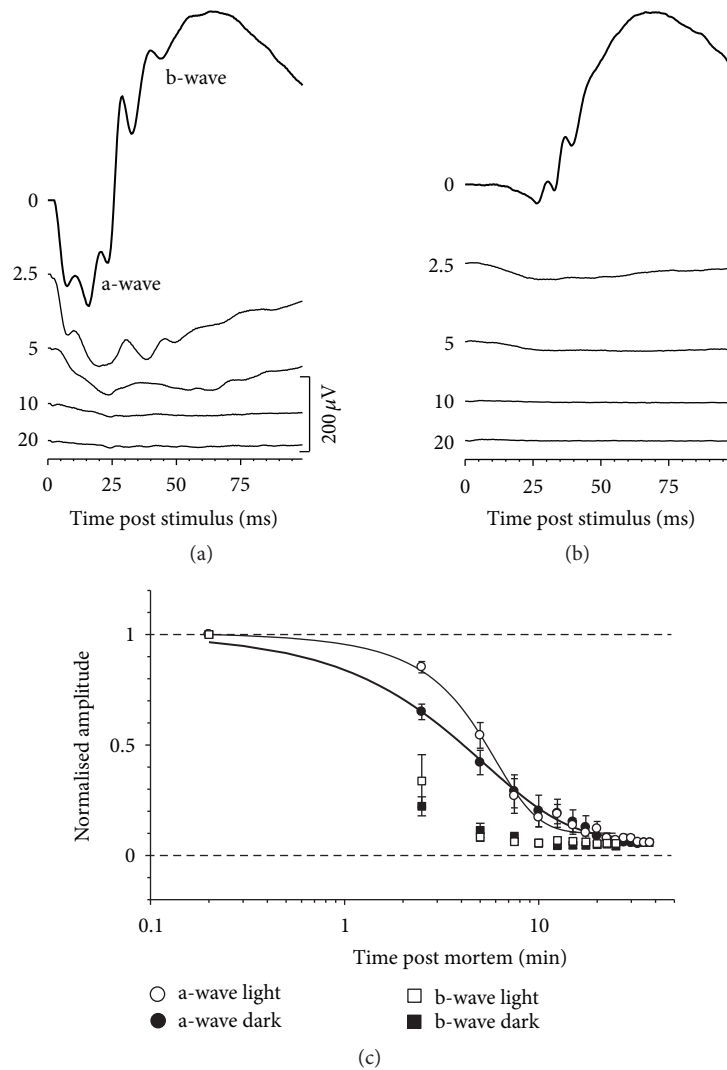 b-wave
0
a-wave
2.5
5
10
20
200 μV
0 25 50 75
Time post stimulus (ms)
(a)
0
2.5
5
10
20
0 25 50 75
Time post stimulus (ms)
(b)
1
0.5
0
Normalised amplitude
0.1 1 10
Time post mortem (min)
a-wave light
a-wave dark
b-wave light
b-wave dark
(c)